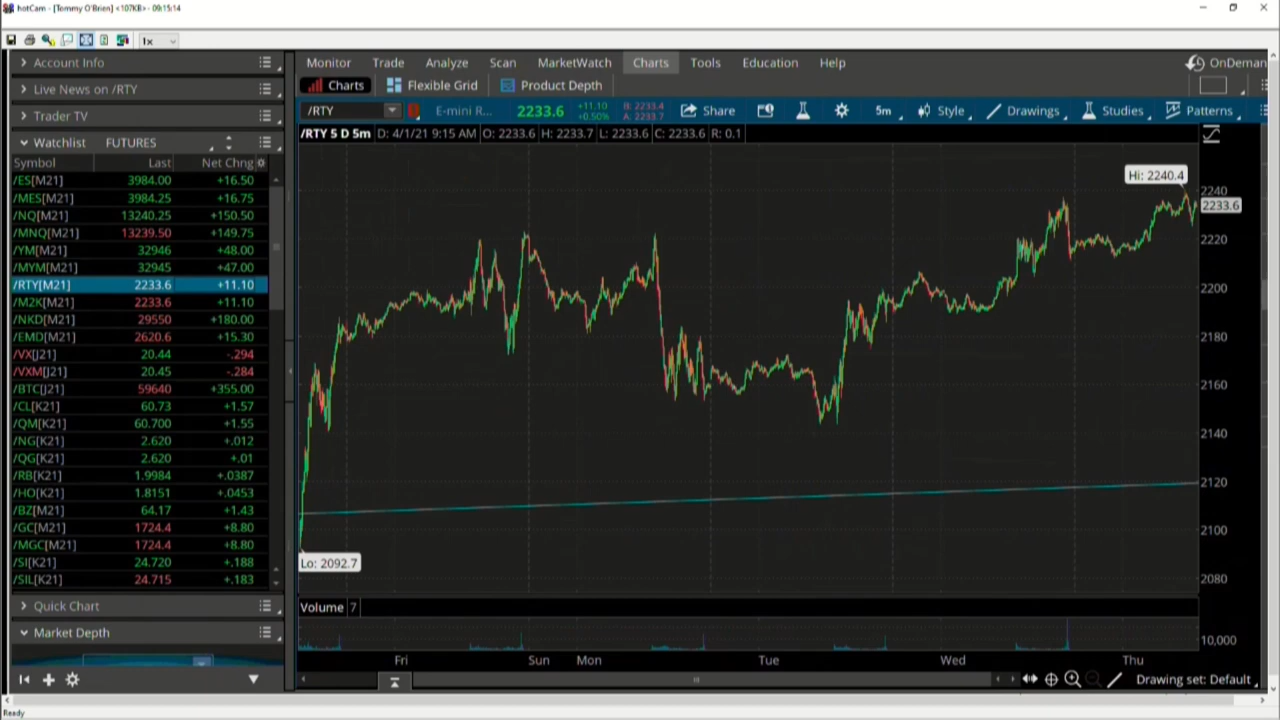 hotCam - [Tommy O'Brien] <107KB> - 09:15:14
1x
Account Info
Live News on /RTY
Trader TV
Watchlist FUTURES
Symbol Last Net Chng
/ES[M21] 3984.00 +16.50
/MES[M21] 3984.25 +16.75
/NQ[M21] 13240.25 +150.50
/MNQ[M21] 13239.50 +149.75
/YM[M21] 32946 +48.00
/MYM[M21] 32945 +47.00
/RTY[M21] 2233.6 +11.10
/M2K[M21] 2233.6 +11.10
/NKD[M21] 29550 +180.00
/EMD[M21] 2620.6 +15.30
/VX[J21] 20.44 -.294
/VXM[J21] 20.45 -.284
/BTC[J21] 59640 +355.00
/CL[K21] 60.73 +1.57
/QM[K21] 60.700 +1.55
/NG[K21] 2.620 +.012
/QG[K21] 2.620 +.01
/RB[K21] 1.9984 +.0387
/HO[K21] 1.8151 +.0453
/BZ[M21] 64.17 +1.43
/GC[M21] 1724.4 +8.80
/MGC[M21] 1724.4 +8.80
/SI[K21] 24.720 +.188
/SIL[K21] 24.715 +.183
Quick Chart
Market Depth
Monitor Trade Analyze Scan MarketWatch Charts Tools Education Help
OnDeman
Charts Flexible Grid Product Depth
/RTY E-mini R... 2233.6 +11.10 +0.50% B: 2233.4 A: 2233.7 Share 5m Style Drawings Studies Patterns
/RTY 5 D 5m D: 4/1/21 9:15 AM O: 2233.6 H: 2233.7 L: 2233.6 C: 2233.6 R: 0.1
Hi: 2240.4
2240
2233.6
2220
2200
2180
2160
2140
2120
2100
2080
Lo: 2092.7
Volume 7
10,000
Fri Sun Mon Tue Wed Thu
Drawing set: Default
Ready